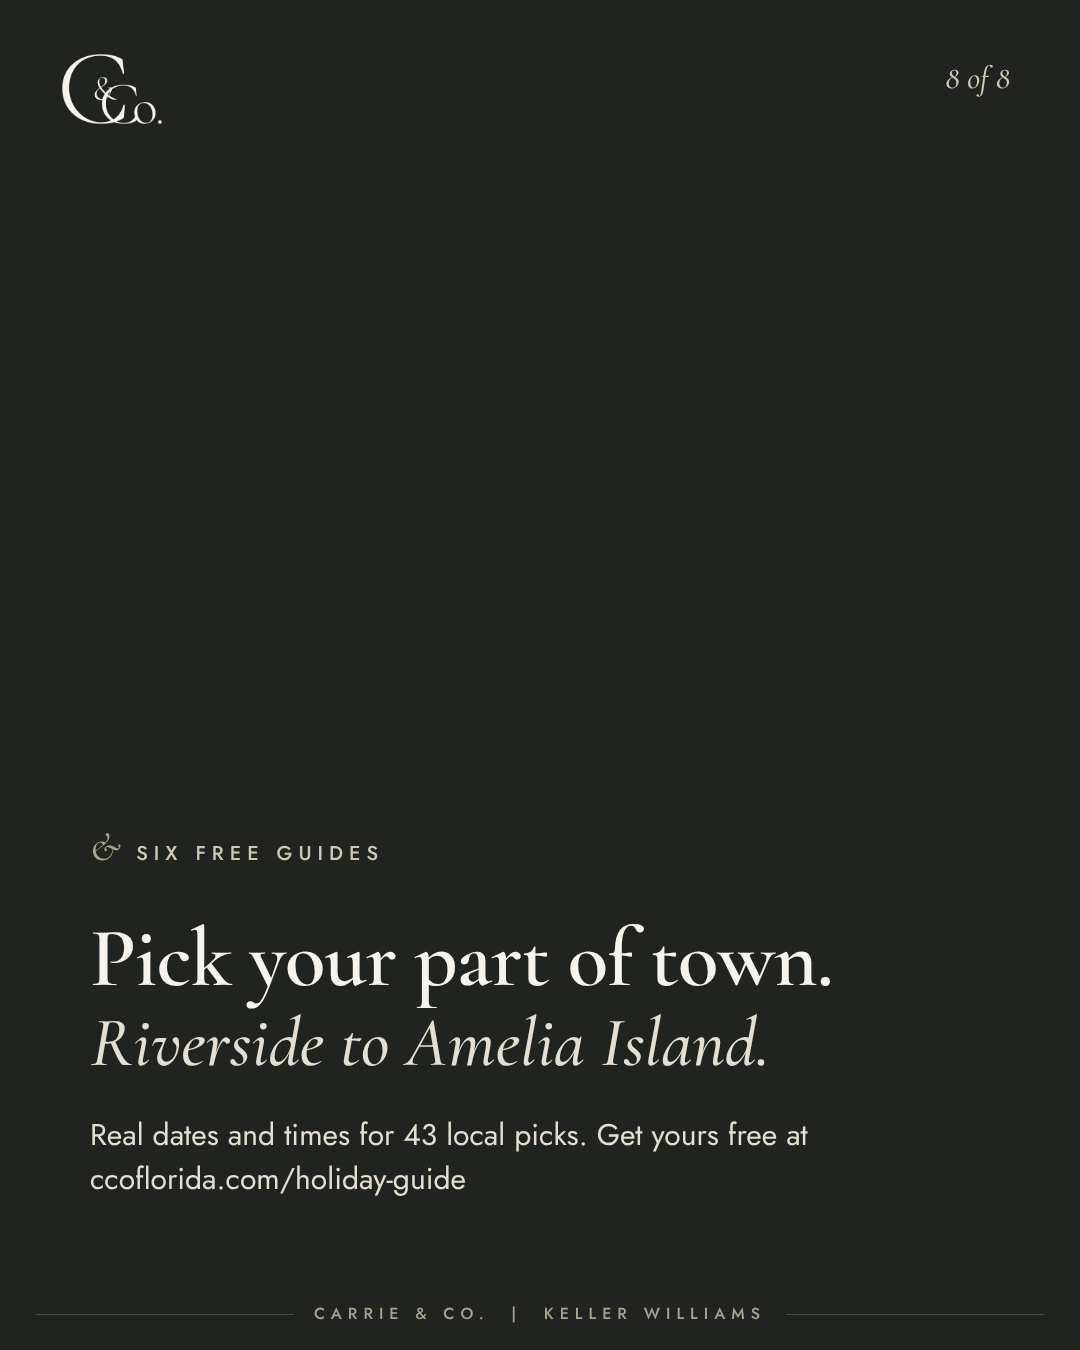 C&Co.
8 of 8
& SIX FREE GUIDES
Pick your part of town.
Riverside to Amelia Island.
Real dates and times for 43 local picks. Get yours free at
ccoflorida.com/holiday-guide
CARRIE & CO. | KELLER WILLIAMS